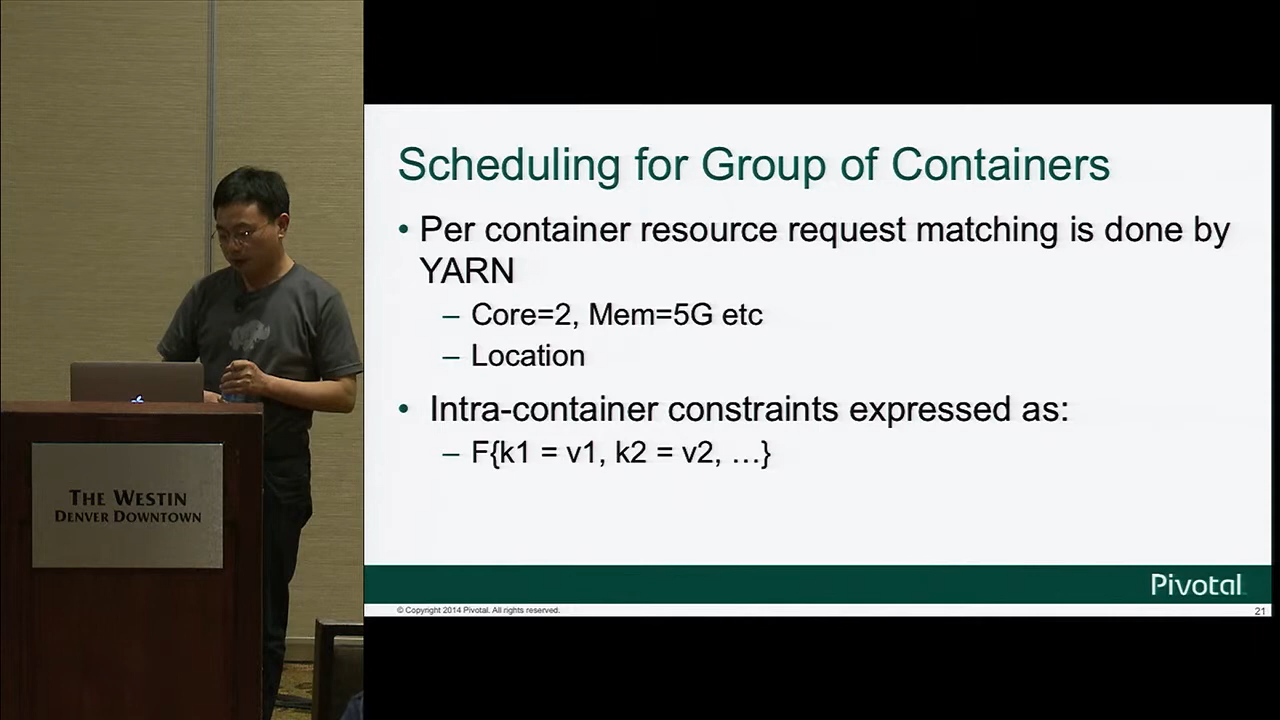 THE WESTIN
DENVER DOWNTOWN
Scheduling for Group of Containers
• Per container resource request matching is done by
YARN
– Core=2, Mem=5G etc
– Location
• Intra-container constraints expressed as:
– F{k1 = v1, k2 = v2, …}
Pivotal
© Copyright 2014 Pivotal. All rights reserved.
21